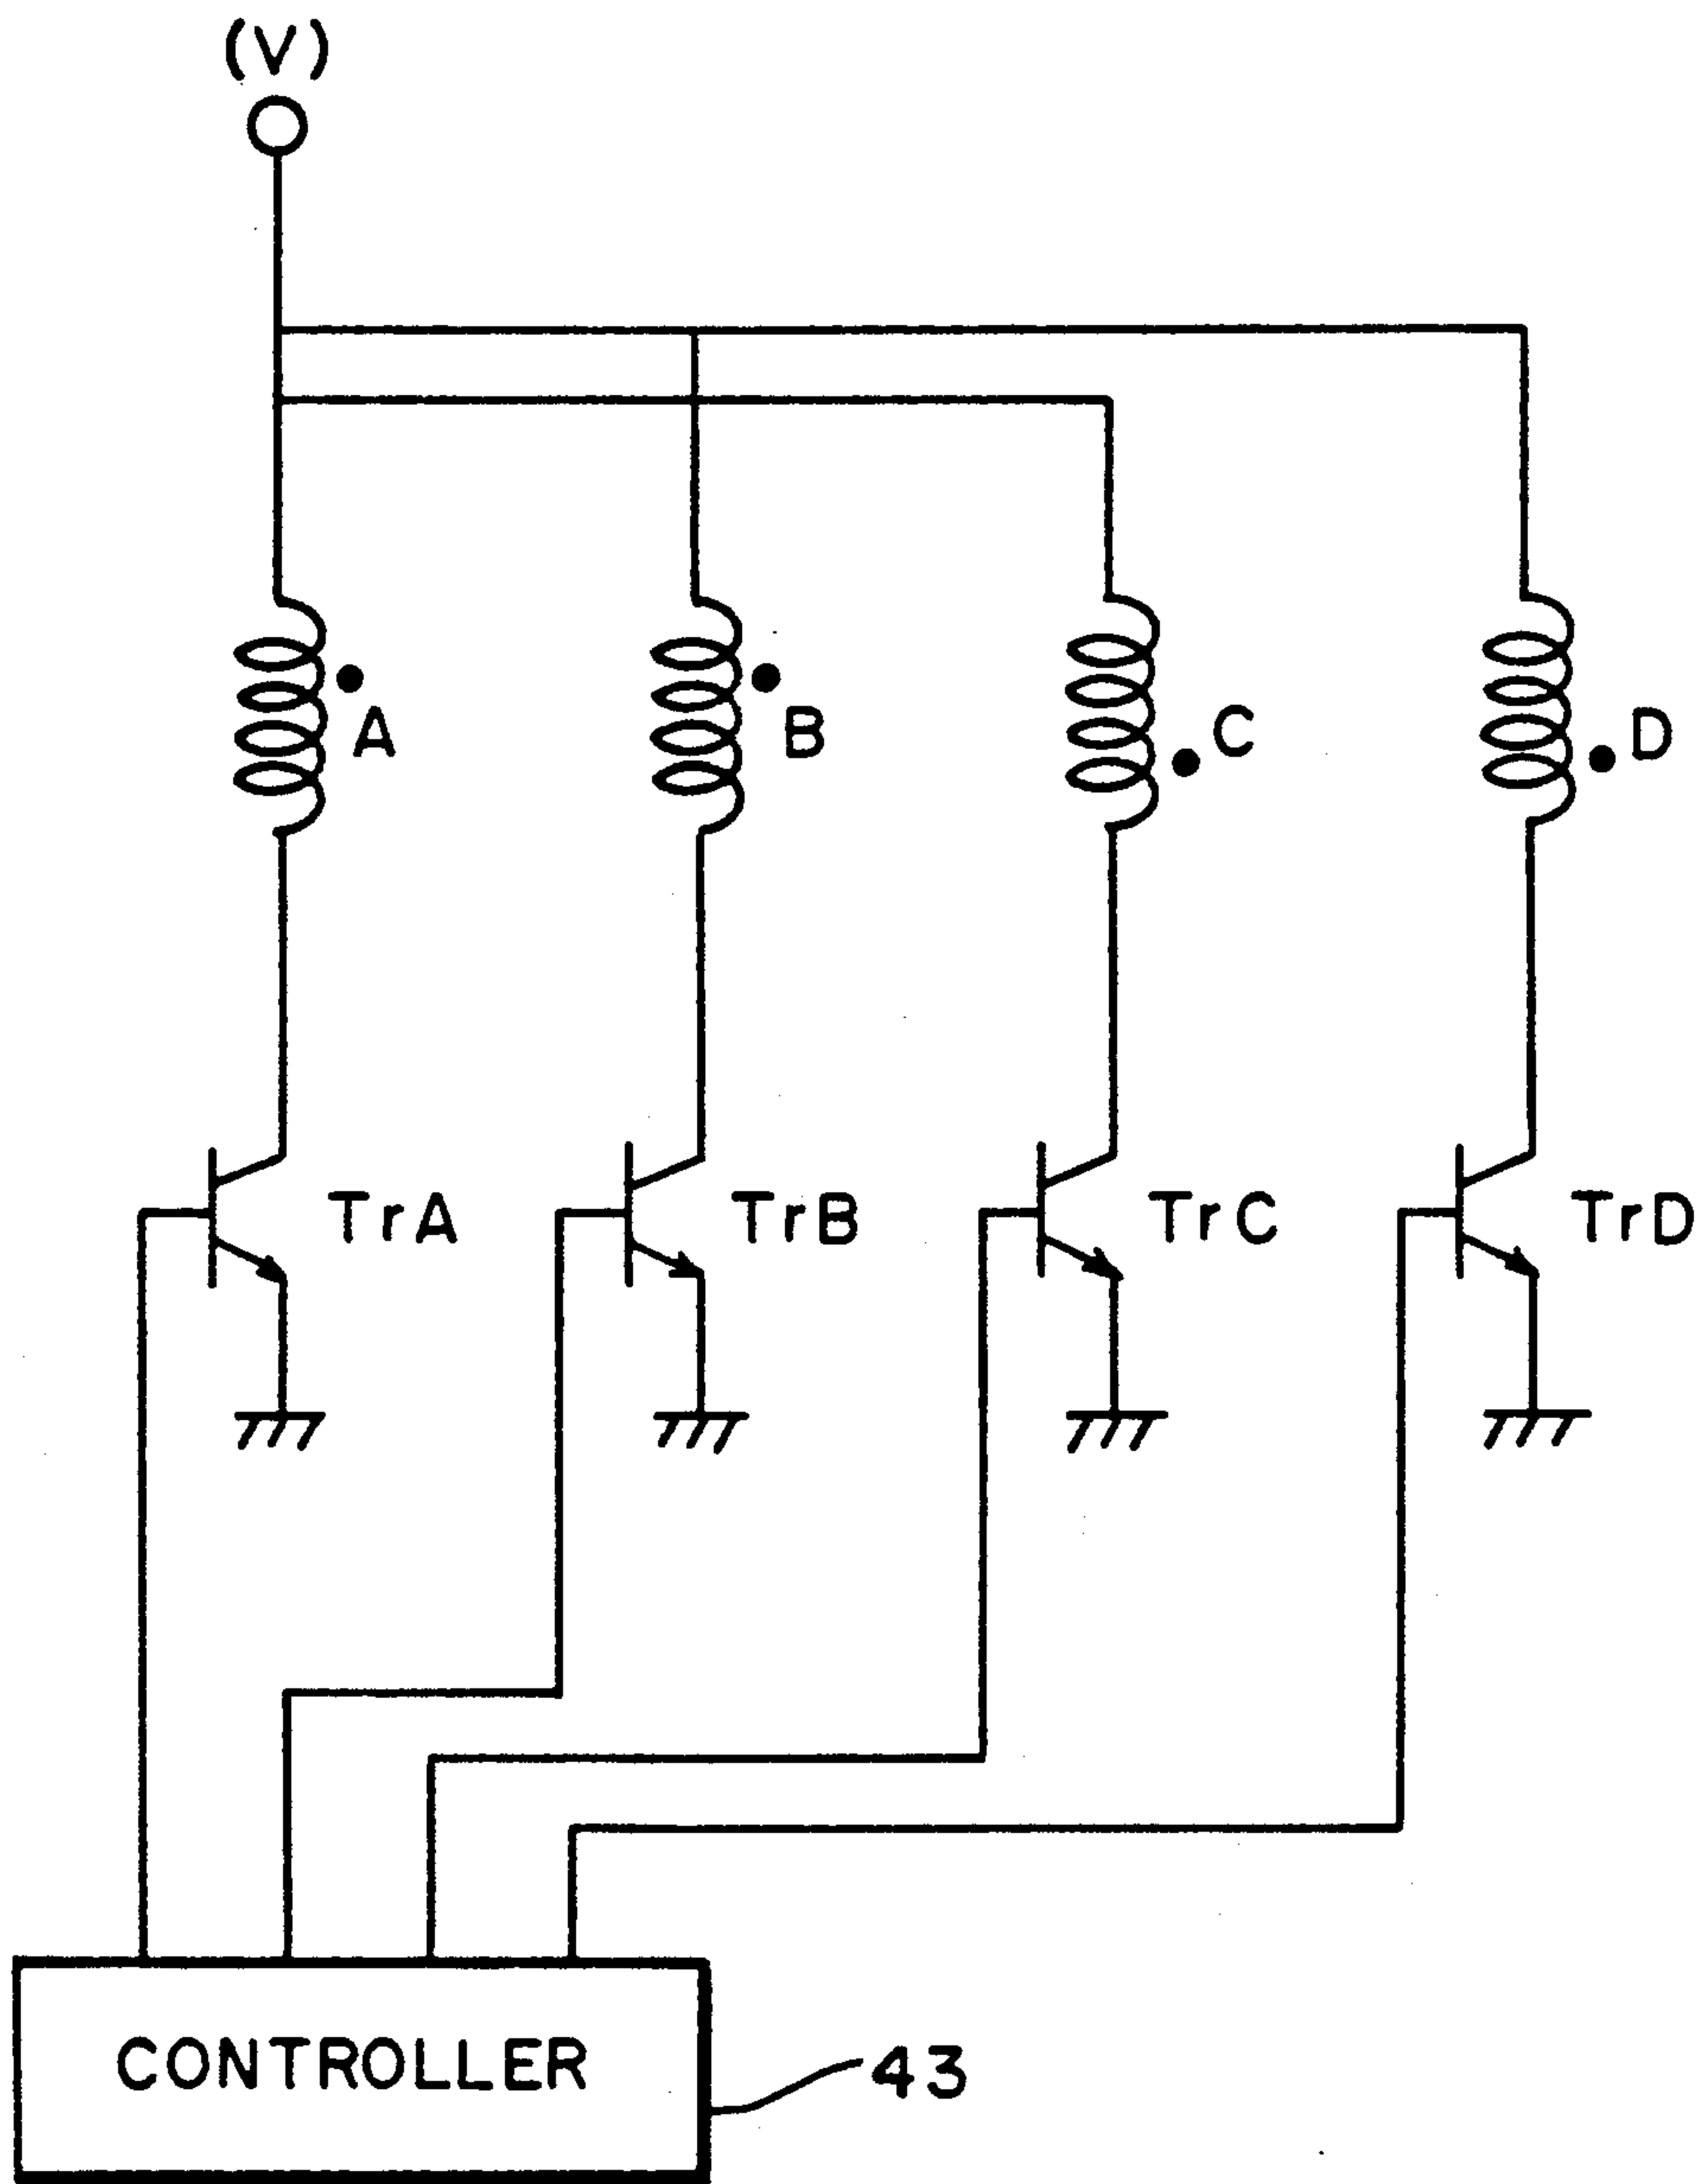 (V)
A
B
C
D
TrA
TrB
TrC
TrD
CONTROLLER
43